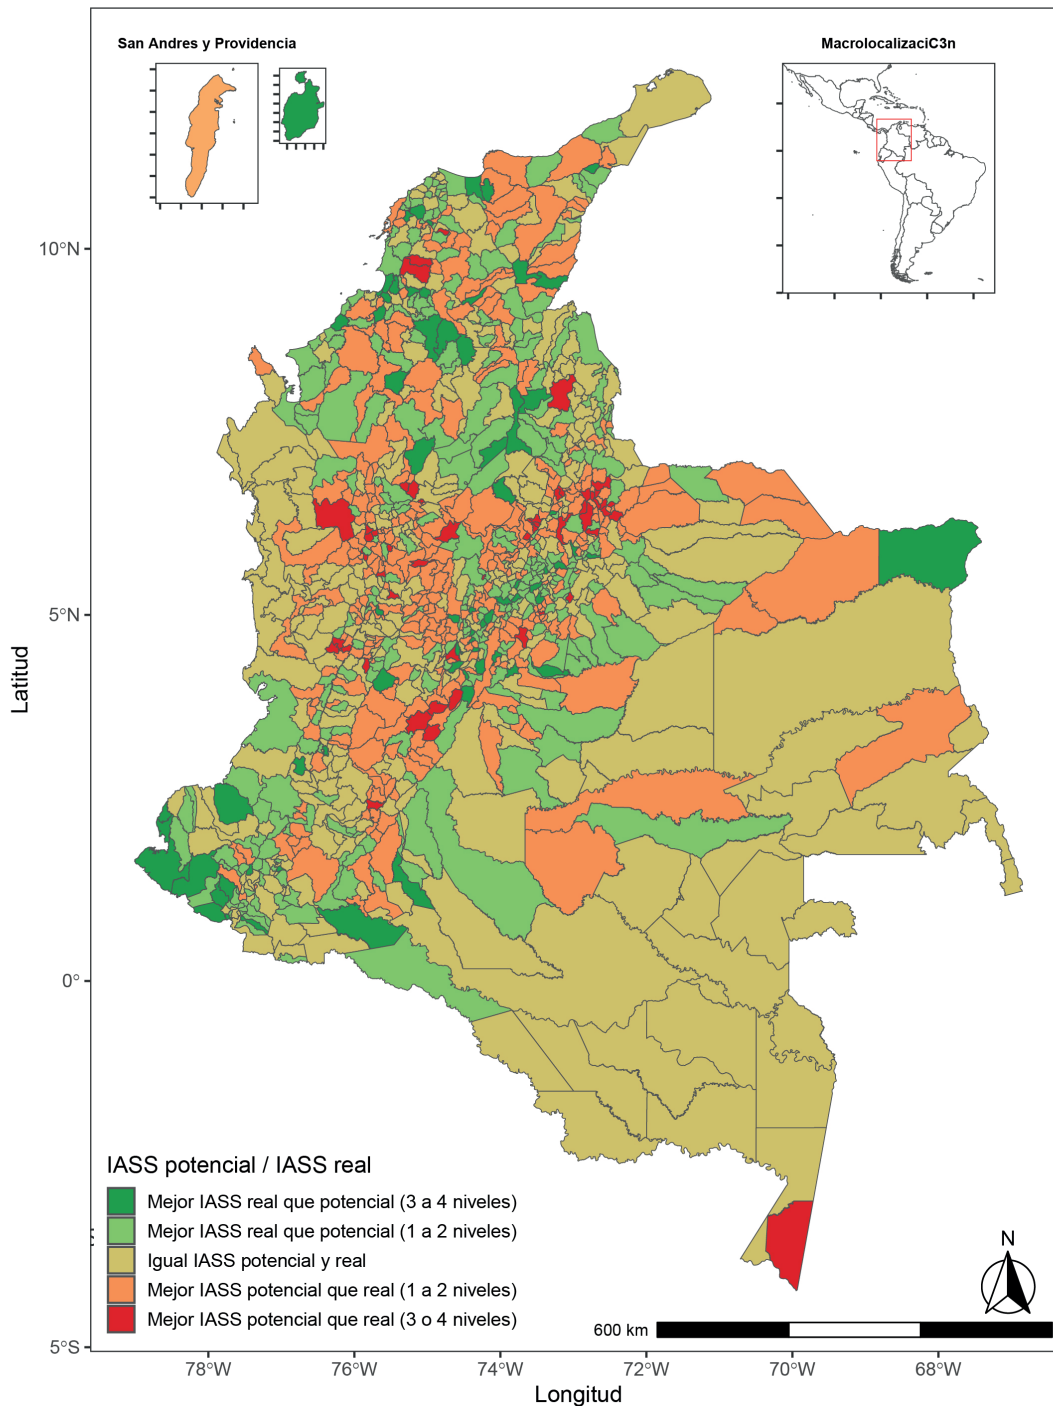 San Andres y Providencia
MacrolocalizaciC3n
10°N
5°N
0°
5°S
Latitud
IASS potencial / IASS real
Mejor IASS real que potencial (3 a 4 niveles)
Mejor IASS real que potencial (1 a 2 niveles)
Igual IASS potencial y real
Mejor IASS potencial que real (1 a 2 niveles)
Mejor IASS potencial que real (3 o 4 niveles)
N
600 km
78°W 76°W 74°W 72°W 70°W 68°W
Longitud